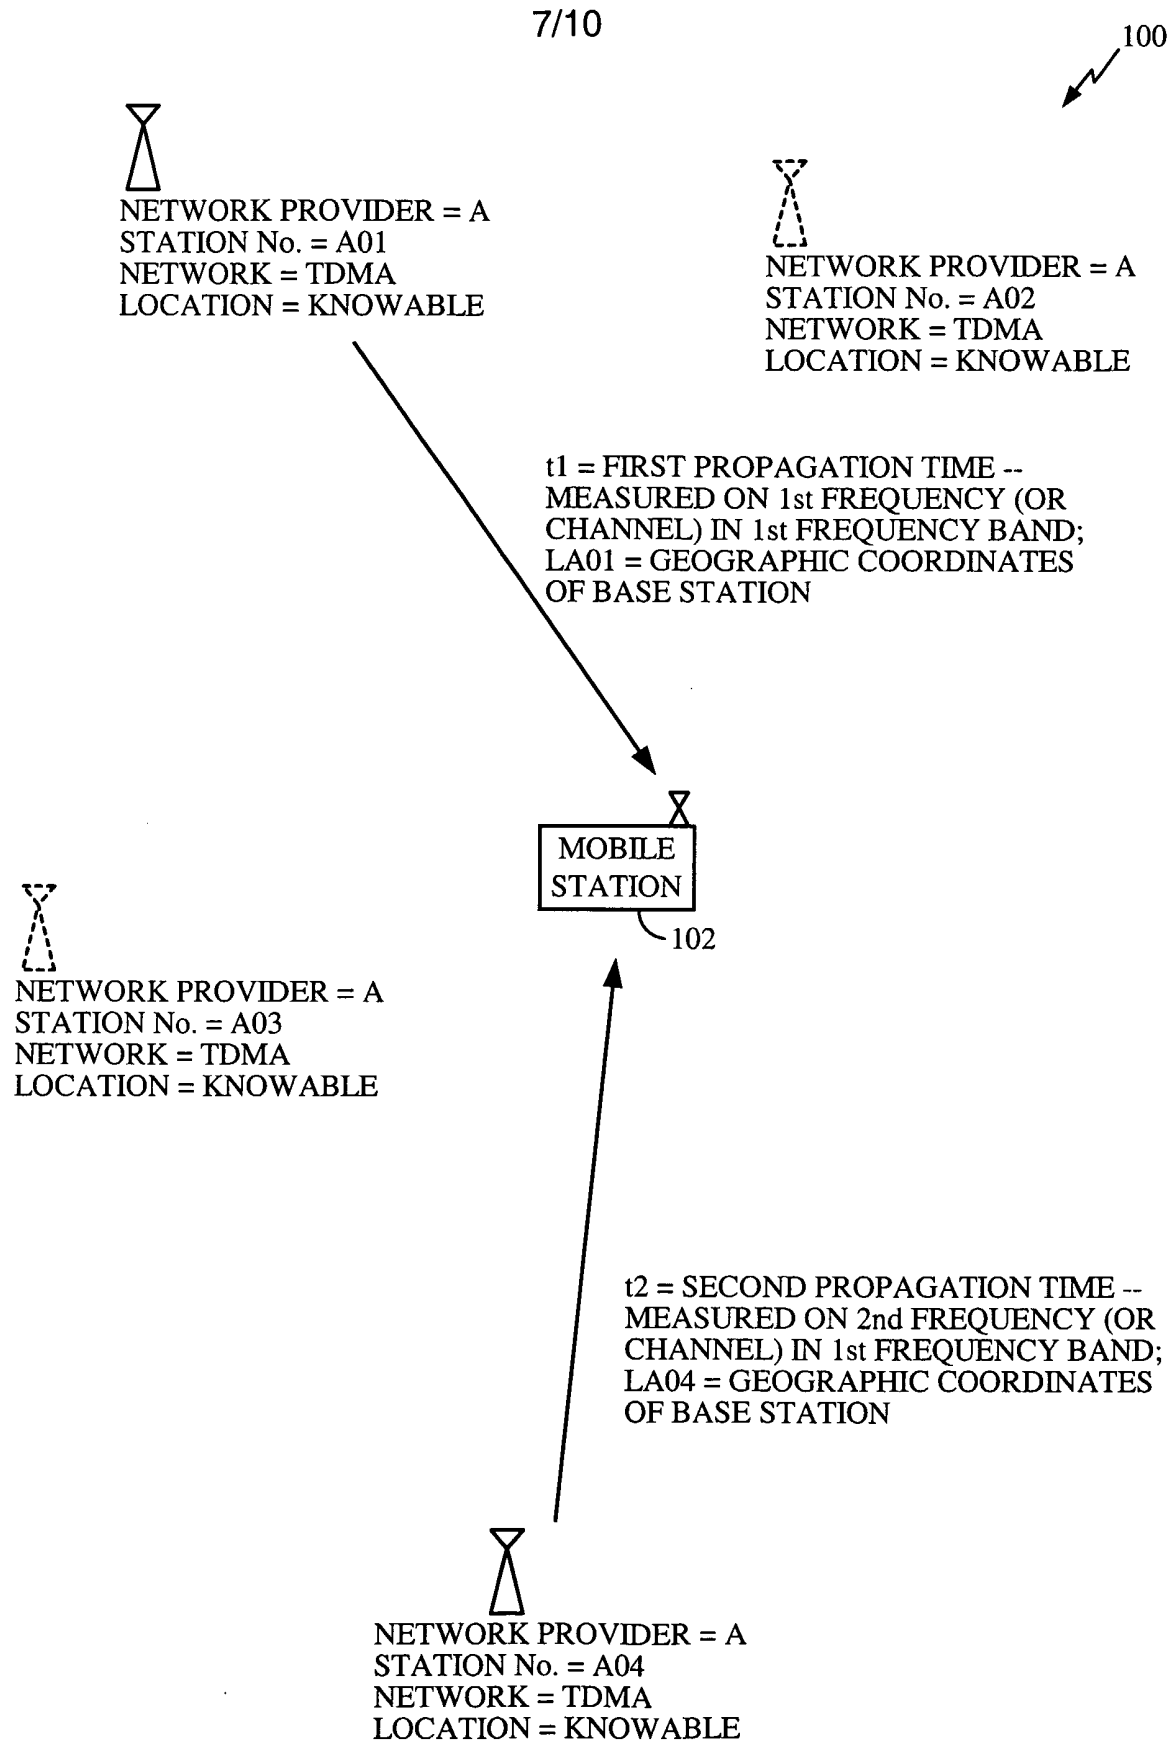 7/10
100
NETWORK PROVIDER = A
STATION No. = A01
NETWORK = TDMA
LOCATION = KNOWABLE
NETWORK PROVIDER = A
STATION No. = A02
NETWORK = TDMA
LOCATION = KNOWABLE
t1 = FIRST PROPAGATION TIME --
MEASURED ON 1st FREQUENCY (OR
CHANNEL) IN 1st FREQUENCY BAND;
LA01 = GEOGRAPHIC COORDINATES
OF BASE STATION
MOBILE
STATION
102
NETWORK PROVIDER = A
STATION No. = A03
NETWORK = TDMA
LOCATION = KNOWABLE
t2 = SECOND PROPAGATION TIME --
MEASURED ON 2nd FREQUENCY (OR
CHANNEL) IN 1st FREQUENCY BAND;
LA04 = GEOGRAPHIC COORDINATES
OF BASE STATION
NETWORK PROVIDER = A
STATION No. = A04
NETWORK = TDMA
LOCATION = KNOWABLE